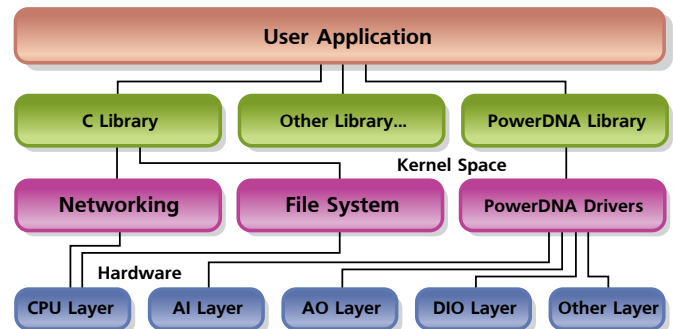 User Application
C Library
Other Library...
PowerDNA Library
Kernel Space
Networking
File System
PowerDNA Drivers
Hardware
CPU Layer
AI Layer
AO Layer
DIO Layer
Other Layer